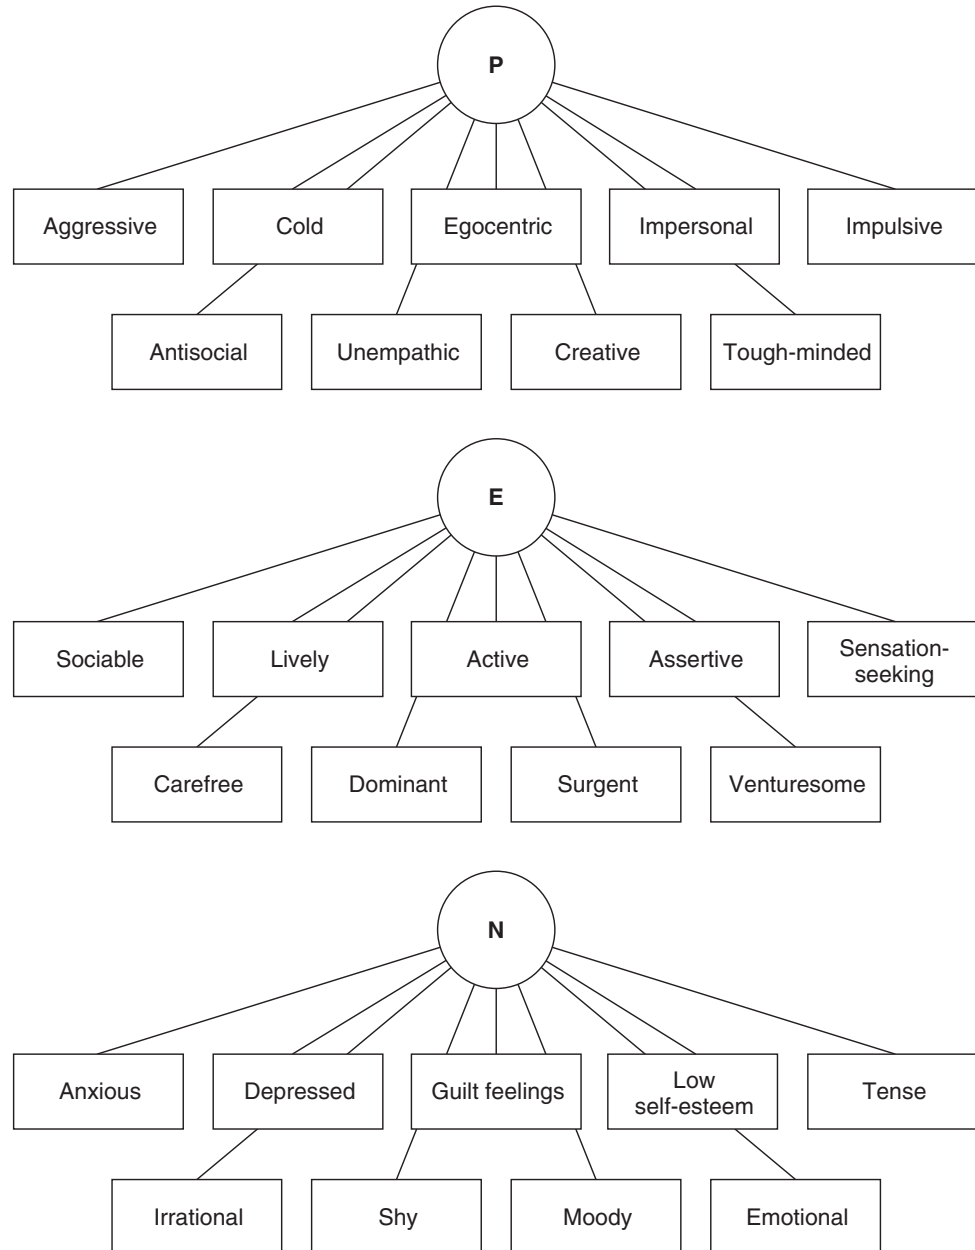 P
Aggressive
Cold
Egocentric
Impersonal
Impulsive
Antisocial
Unempathic
Creative
Tough-minded
E
Sociable
Lively
Active
Assertive
Sensation-
seeking
Carefree
Dominant
Surgent
Venturesome
N
Anxious
Depressed
Guilt feelings
Low
self-esteem
Tense
Irrational
Shy
Moody
Emotional